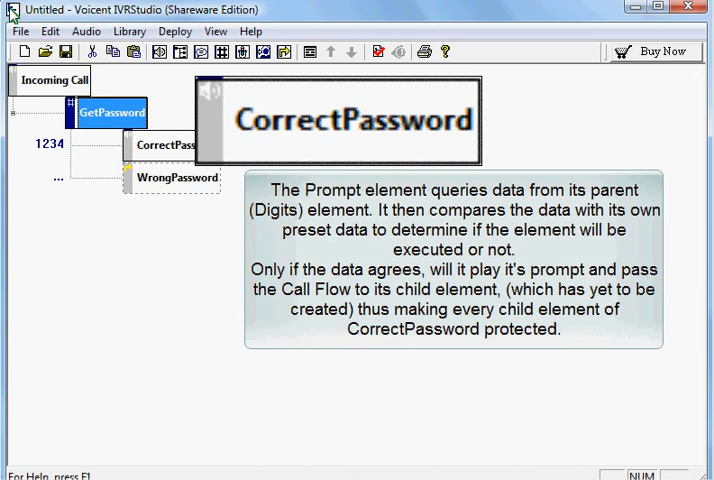 Untitled - Voicent IVRStudio (Shareware Edition)
File Edit Audio Library Deploy View Help
Buy Now
Incoming Call
GetPassword
CorrectPassword
1234
CorrectPass
... WrongPassword
The Prompt element queries data from its parent
(Digits) element. It then compares the data with its own
preset data to determine if the element will be
executed or not.
Only if the data agrees, will it play it's prompt and pass
the Call Flow to its child element, (which has yet to be
created) thus making every child element of
CorrectPassword protected.
For Help, press F1
NUM